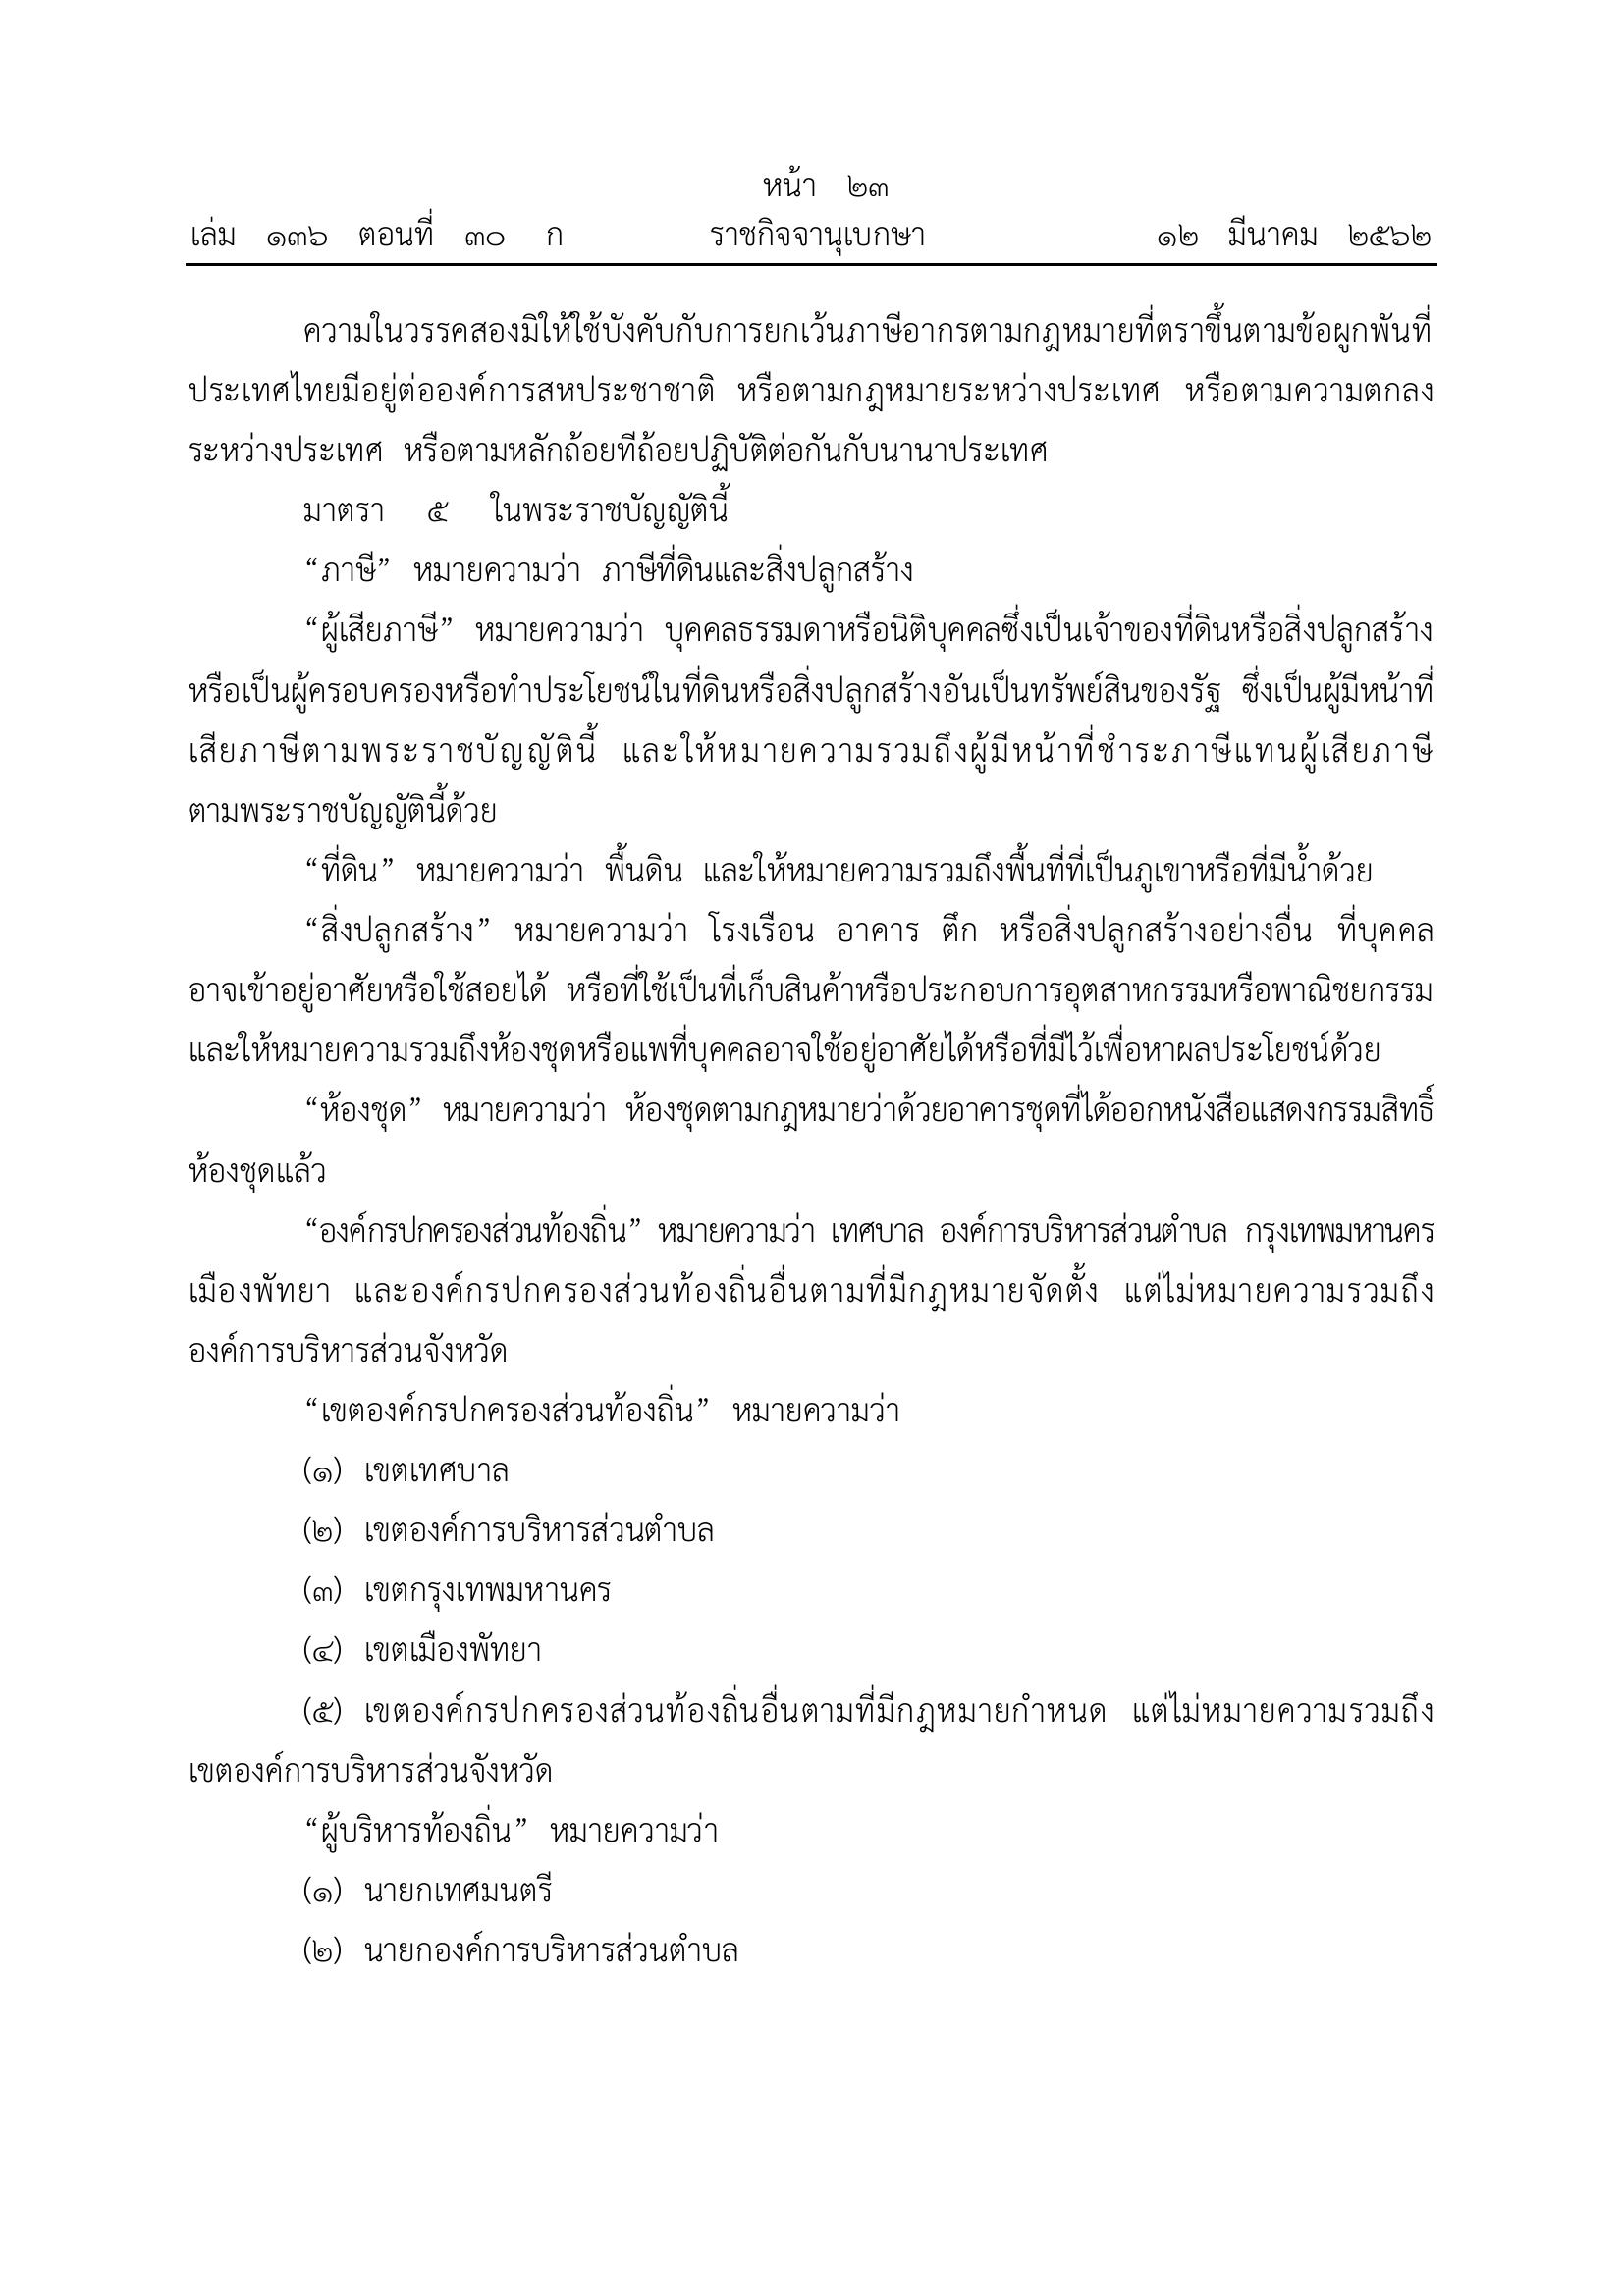 หน้า ๒๓
เล่ม ๑๓๖ ตอนที่ ๓๐ ก ราชกิจจานุเบกษา ๑๒ มีนาคม ๒๕๖๒
ความในวรรคสองมิให้ใช้บังคับกับการยกเว้นภาษีอากรตามกฎหมายที่ตราขึ้นตามข้อผูกพันที่
ประเทศไทยมีอยู่ต่อองค์การสหประชาชาติ หรือตามกฎหมายระหว่างประเทศ หรือตามความตกลง
ระหว่างประเทศ หรือตามหลักถ้อยทีถ้อยปฏิบัติต่อกันกับนานาประเทศ
มาตรา ๕ ในพระราชบัญญัตินี้
“ภาษี” หมายความว่า ภาษีที่ดินและสิ่งปลูกสร้าง
“ผู้เสียภาษี” หมายความว่า บุคคลธรรมดาหรือนิติบุคคลซึ่งเป็นเจ้าของที่ดินหรือสิ่งปลูกสร้าง
หรือเป็นผู้ครอบครองหรือทำประโยชน์ในที่ดินหรือสิ่งปลูกสร้างอันเป็นทรัพย์สินของรัฐ ซึ่งเป็นผู้มีหน้าที่
เสียภาษีตามพระราชบัญญัตินี้ และให้หมายความรวมถึงผู้มีหน้าที่ชำระภาษีแทนผู้เสียภาษี
ตามพระราชบัญญัตินี้ด้วย
“ที่ดิน” หมายความว่า พื้นดิน และให้หมายความรวมถึงพื้นที่ที่เป็นภูเขาหรือที่มีน้ำด้วย
“สิ่งปลูกสร้าง” หมายความว่า โรงเรือน อาคาร ตึก หรือสิ่งปลูกสร้างอย่างอื่น ที่บุคคล
อาจเข้าอยู่อาศัยหรือใช้สอยได้ หรือที่ใช้เป็นที่เก็บสินค้าหรือประกอบการอุตสาหกรรมหรือพาณิชยกรรม
และให้หมายความรวมถึงห้องชุดหรือแพที่บุคคลอาจใช้อยู่อาศัยได้หรือที่มีไว้เพื่อหาผลประโยชน์ด้วย
“ห้องชุด” หมายความว่า ห้องชุดตามกฎหมายว่าด้วยอาคารชุดที่ได้ออกหนังสือแสดงกรรมสิทธิ์
ห้องชุดแล้ว
“องค์กรปกครองส่วนท้องถิ่น” หมายความว่า เทศบาล องค์การบริหารส่วนตำบล กรุงเทพมหานคร
เมืองพัทยา และองค์กรปกครองส่วนท้องถิ่นอื่นตามที่มีกฎหมายจัดตั้ง แต่ไม่หมายความรวมถึง
องค์การบริหารส่วนจังหวัด
“เขตองค์กรปกครองส่วนท้องถิ่น” หมายความว่า
(๑) เขตเทศบาล
(๒) เขตองค์การบริหารส่วนตำบล
(๓) เขตกรุงเทพมหานคร
(๔) เขตเมืองพัทยา
(๕) เขตองค์กรปกครองส่วนท้องถิ่นอื่นตามที่มีกฎหมายกำหนด แต่ไม่หมายความรวมถึง
เขตองค์การบริหารส่วนจังหวัด
“ผู้บริหารท้องถิ่น” หมายความว่า
(๑) นายกเทศมนตรี
(๒) นายกองค์การบริหารส่วนตำบล